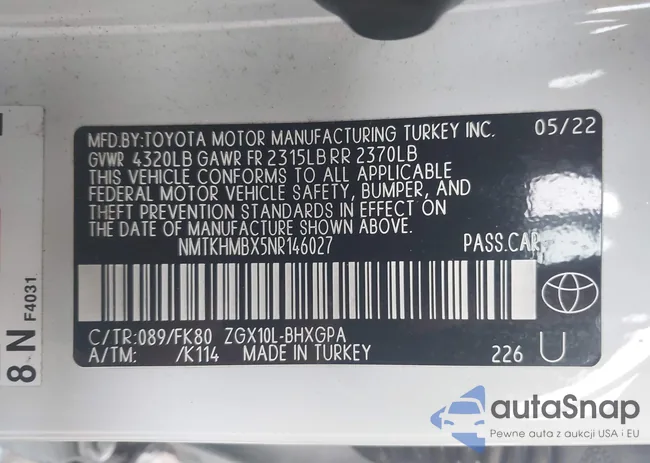 MFD.BY:TOYOTA MOTOR MANUFACTURING TURKEY INC. 05/22
GVWR 4320LB GAWR FR 2315LB RR 2370LB
THIS VEHICLE CONFORMS TO ALL APPLICABLE
FEDERAL MOTOR VEHICLE SAFETY, BUMPER, AND
THEFT PREVENTION STANDARDS IN EFFECT ON
THE DATE OF MANUFACTURE SHOWN ABOVE.
NMTKHMBX5NR146027 PASS.CAR
C/TR:089/FK80 ZGX10L-BHXGPA
A/TM: /K114 MADE IN TURKEY 226 U
8 N F4031
autaSnap
Pewne auta z aukcji USA i EU